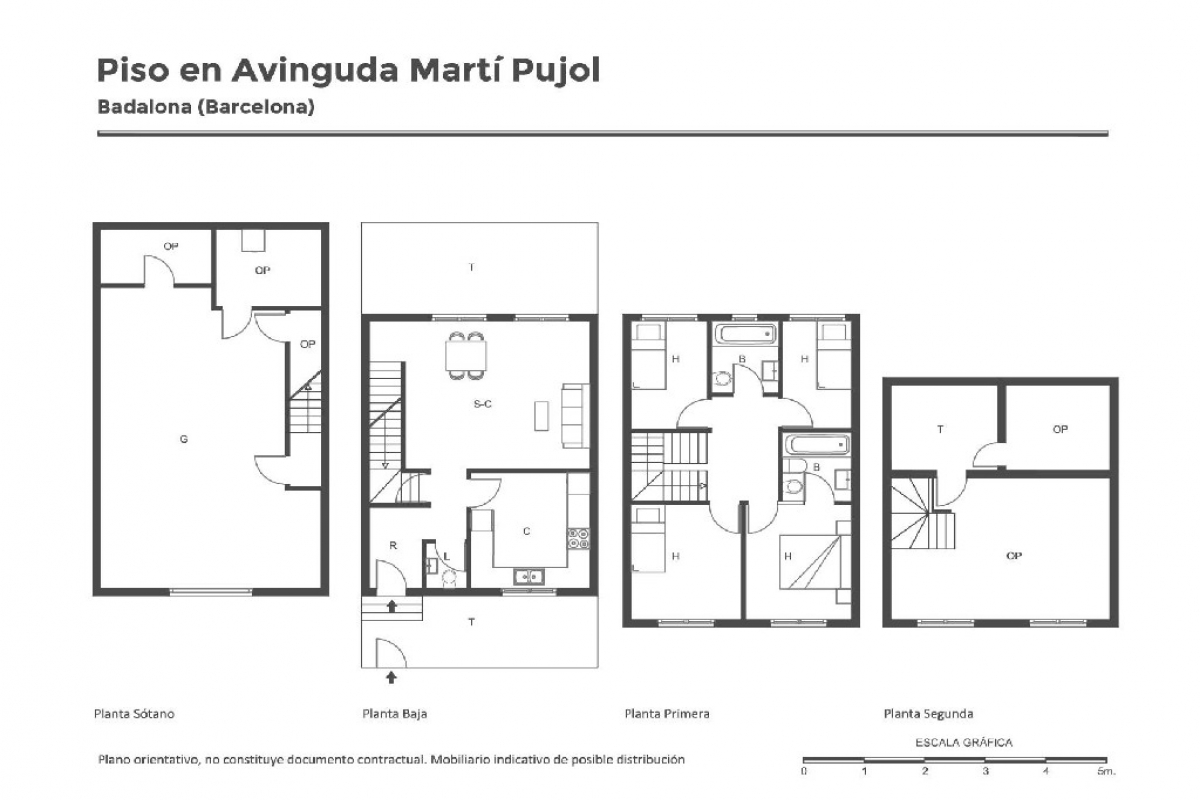 Piso en Avinguda Martí Pujol
Badalona (Barcelona)
OP
OP
OP
G
T
S-C
R
L
C
T
H
B
H
B
H
H
T
OP
OP
Planta Sótano
Planta Baja
Planta Primera
Planta Segunda
ESCALA GRÁFICA
0 1 2 3 4 5m.
Plano orientativo, no constituye documento contractual. Mobiliario indicativo de posible distribución